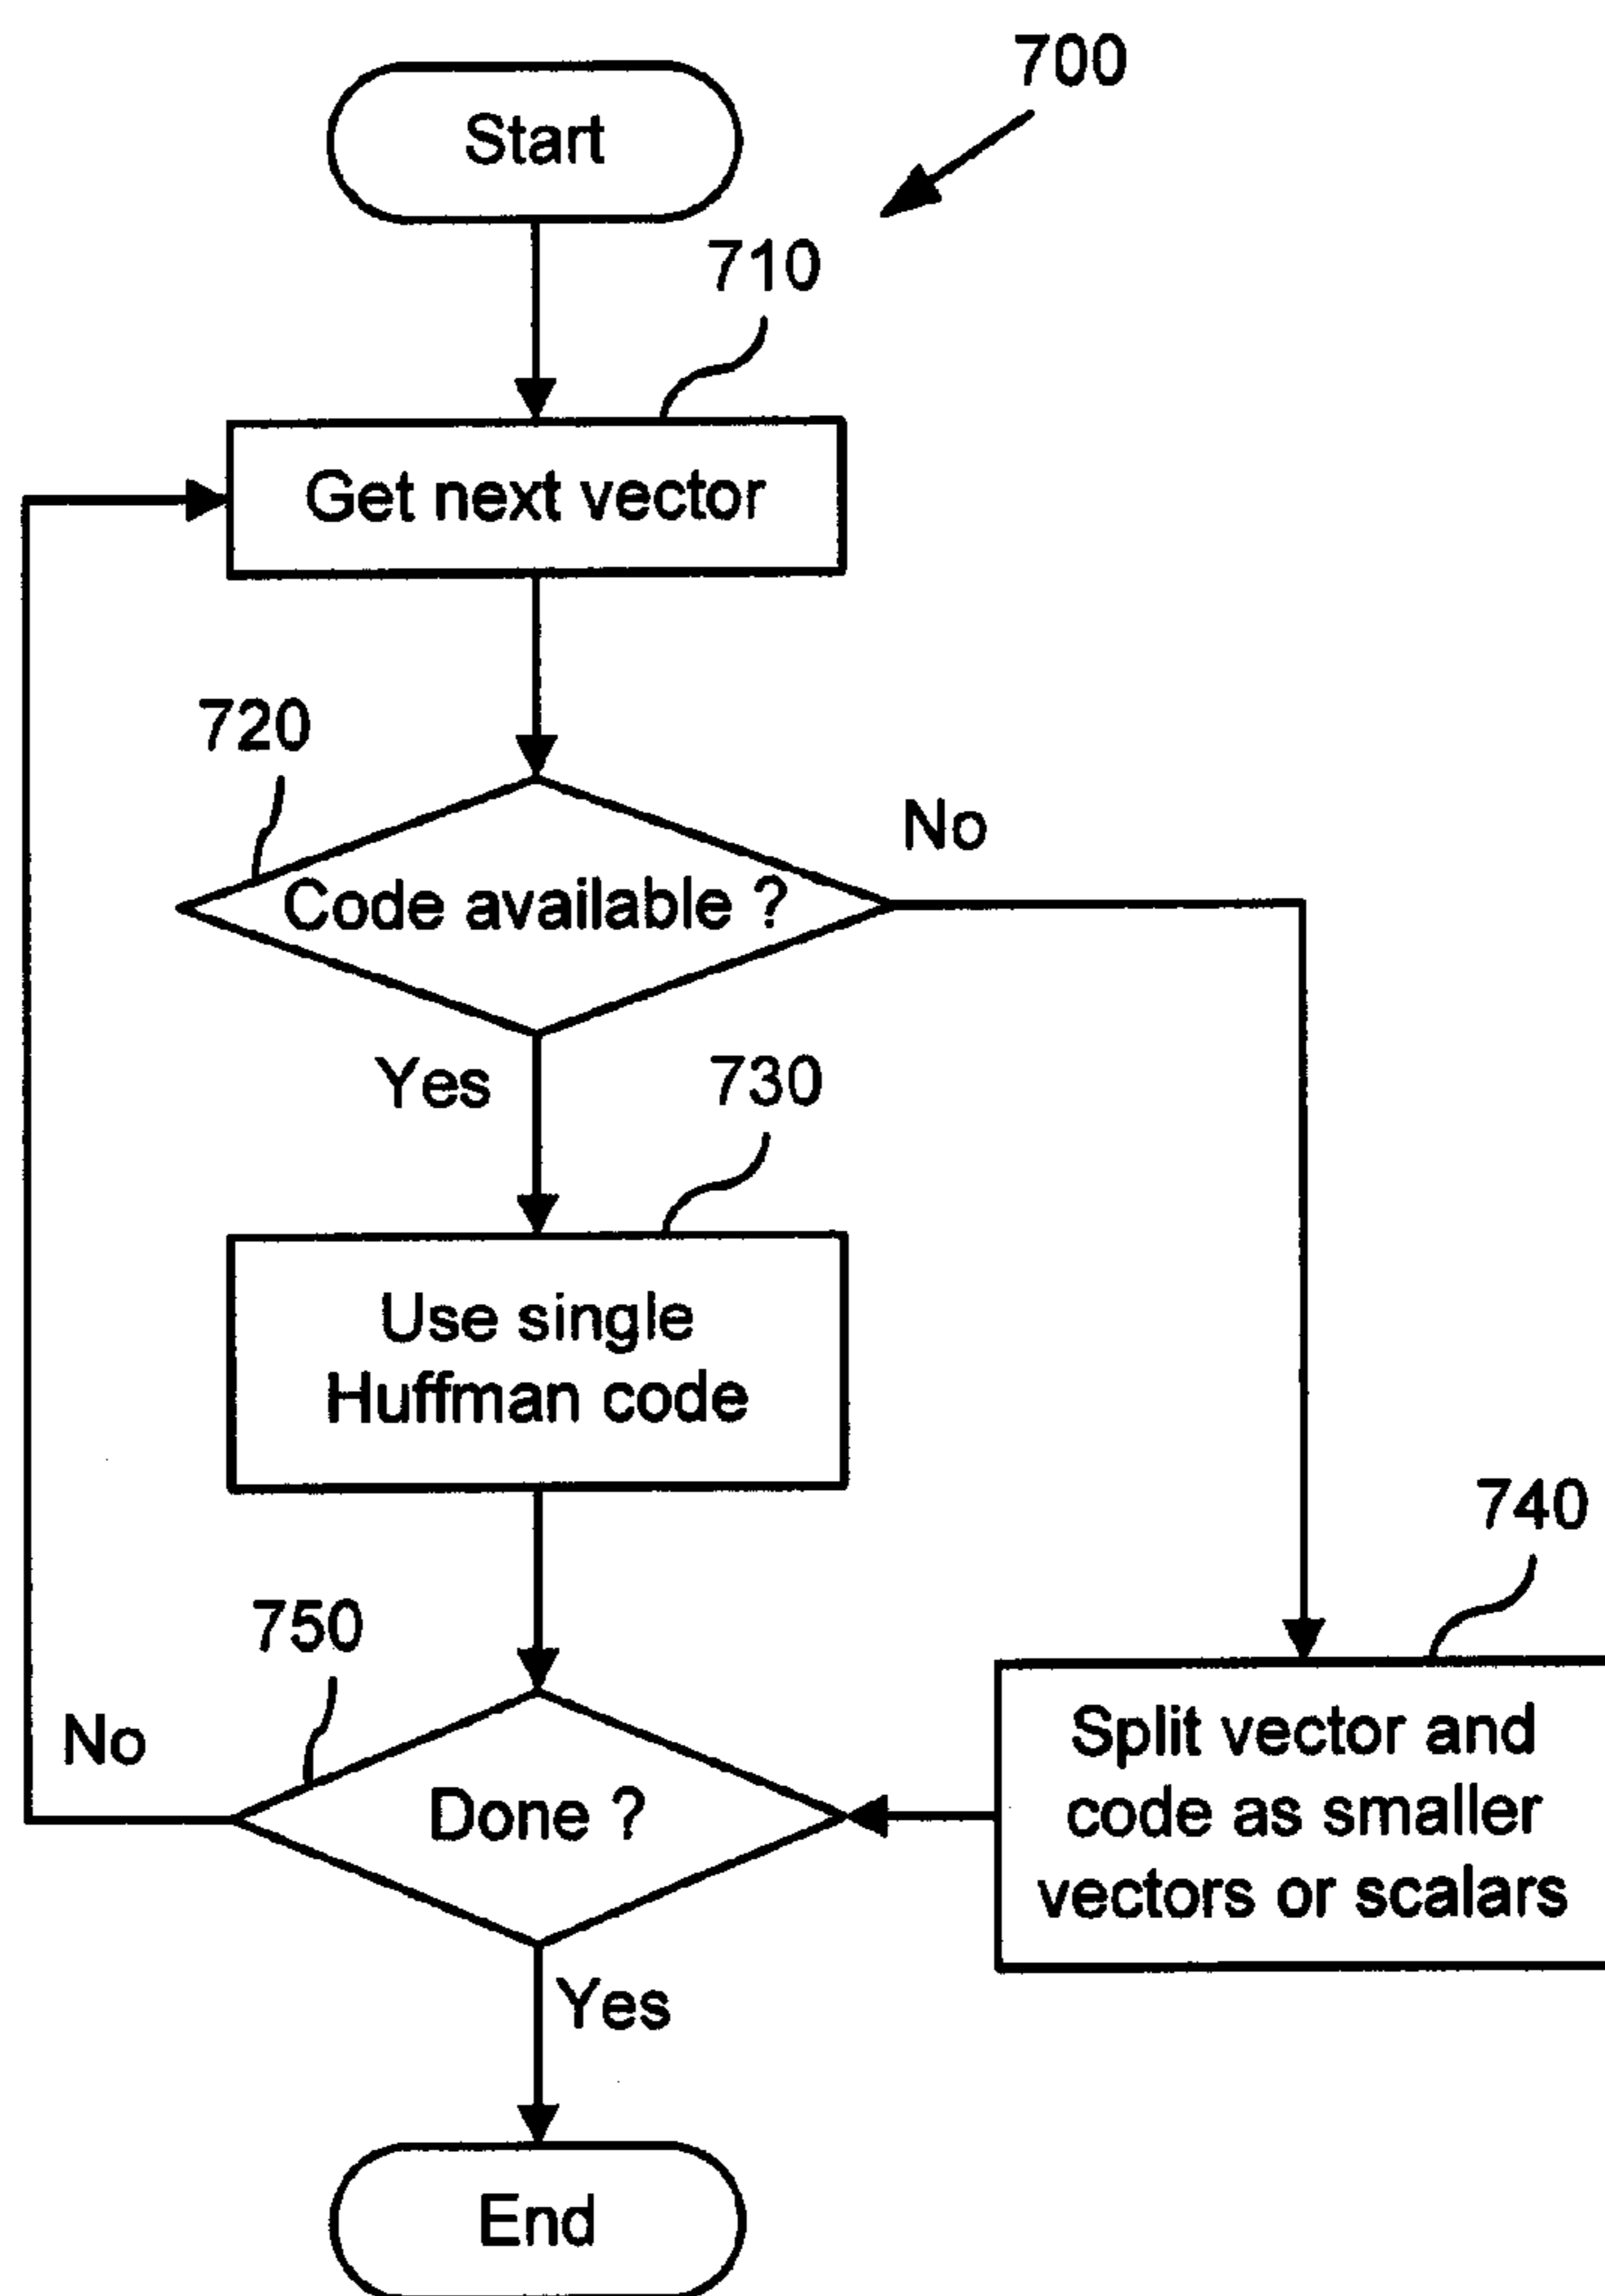 700
Start
710
Get next vector
720
Code available ?
No
Yes
730
Use single
Huffman code
740
Split vector and
code as smaller
vectors or scalars
750
No
Done ?
Yes
End